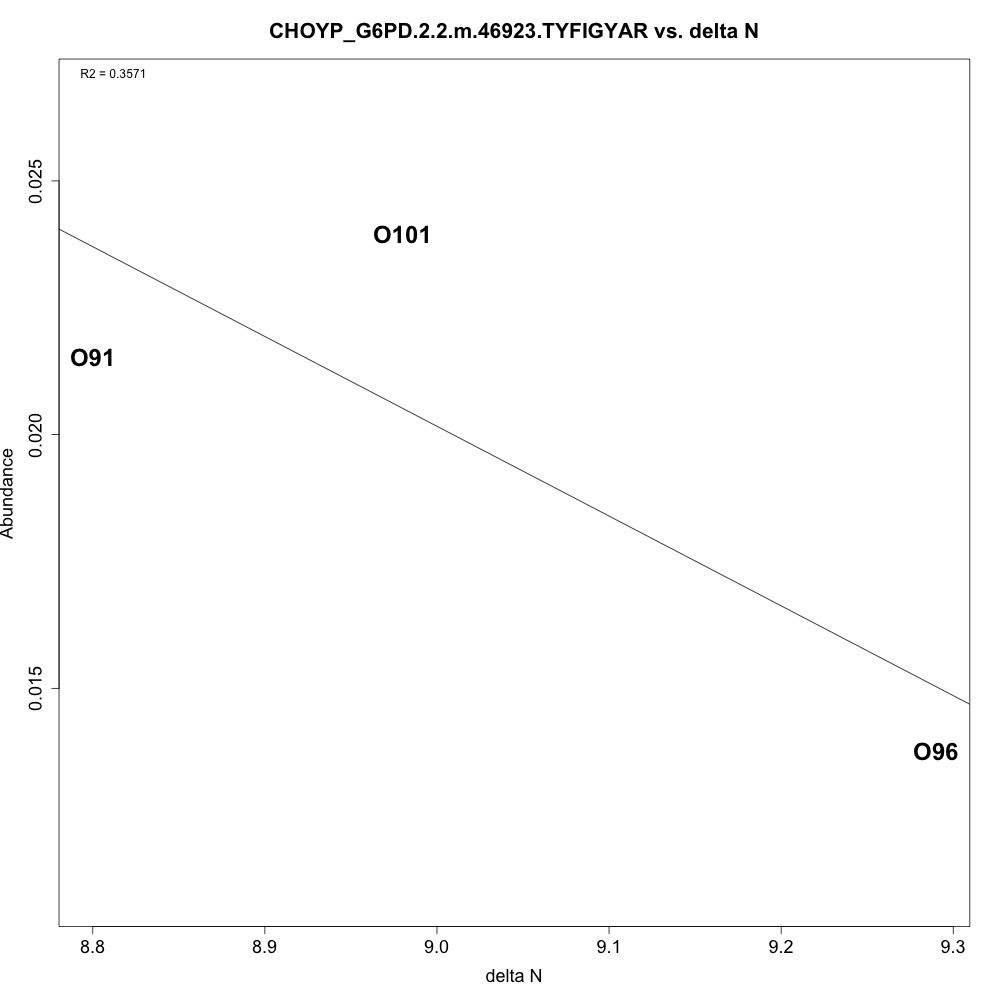 CHOYP_G6PD.2.2.m.46923.TYFIGYAR vs. delta N
R2 = 0.3571
0.025
O101
O91
0.020
Abundance
0.015
O96
8.8 8.9 9.0 9.1 9.2 9.3
delta N